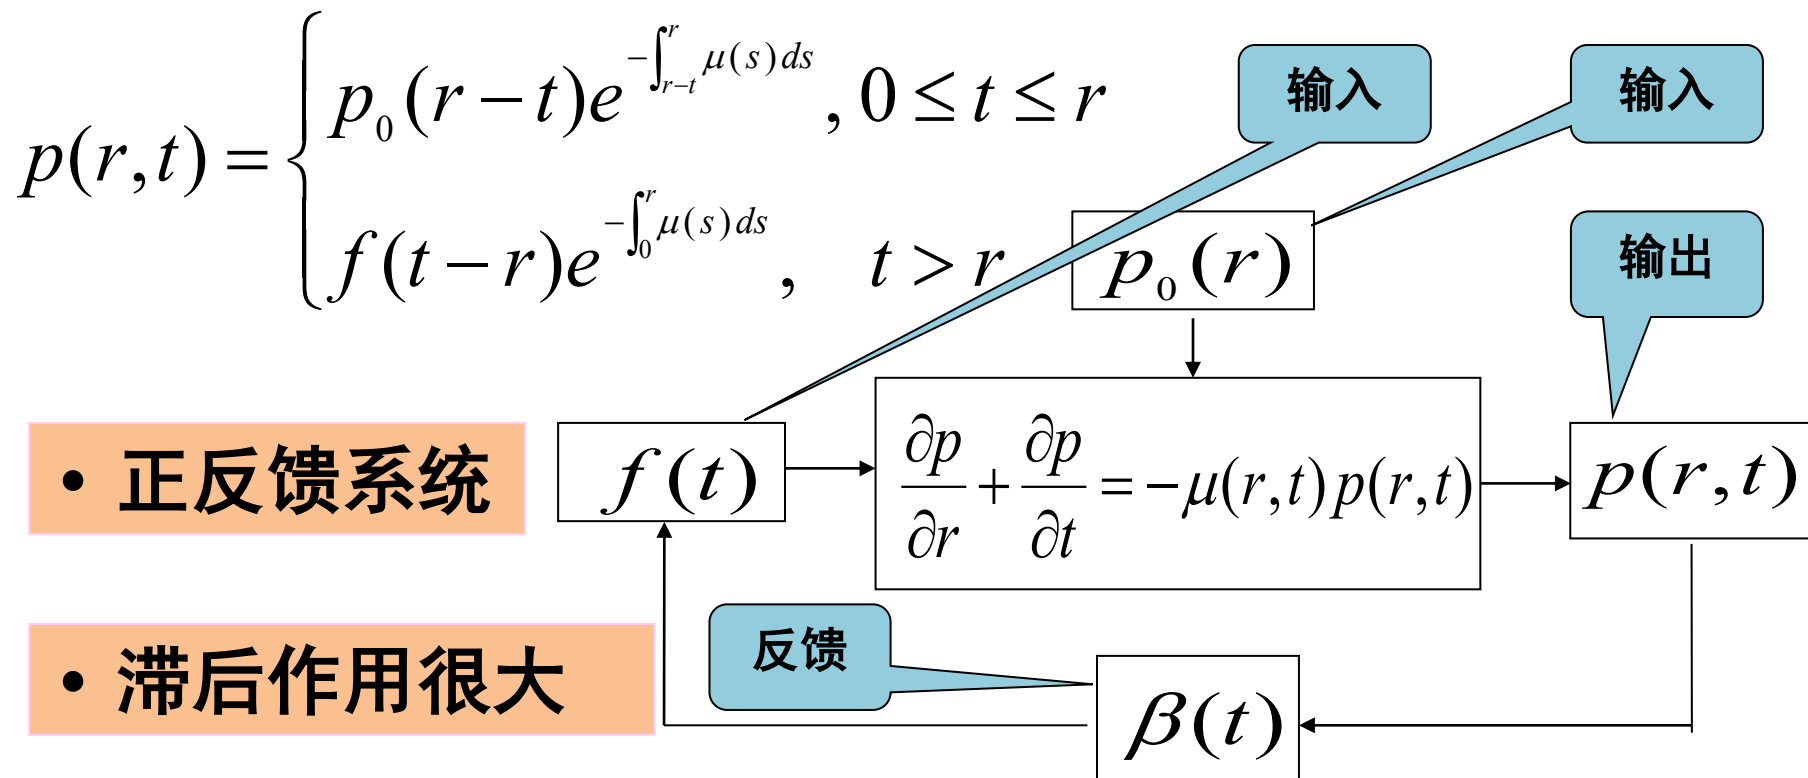 p(r,t) = { p₀(r−t)e^{−∫_{r−t}^{r} μ(s)ds} , 0 ≤ t ≤ r
f(t−r)e^{−∫_0^r μ(s)ds} , t > r
输入
输入
p₀(r)
输出
• 正反馈系统
f(t)
∂p/∂r + ∂p/∂t = −μ(r,t)p(r,t)
p(r,t)
• 滞后作用很大
反馈
β(t)